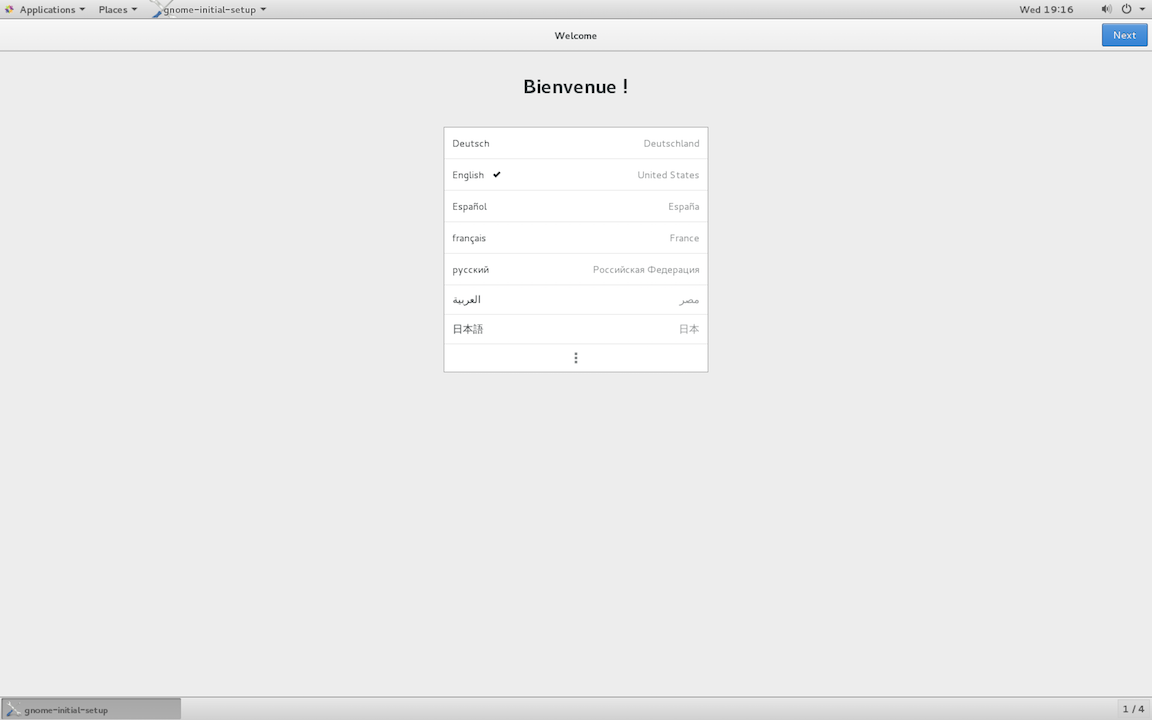 Applications Places gnome-initial-setup Wed 19:16
Welcome Next
Bienvenue !
Deutsch Deutschland
English United States
Español España
français France
русский Российская Федерация
العربية مصر
日本語 日本
gnome-initial-setup 1 / 4